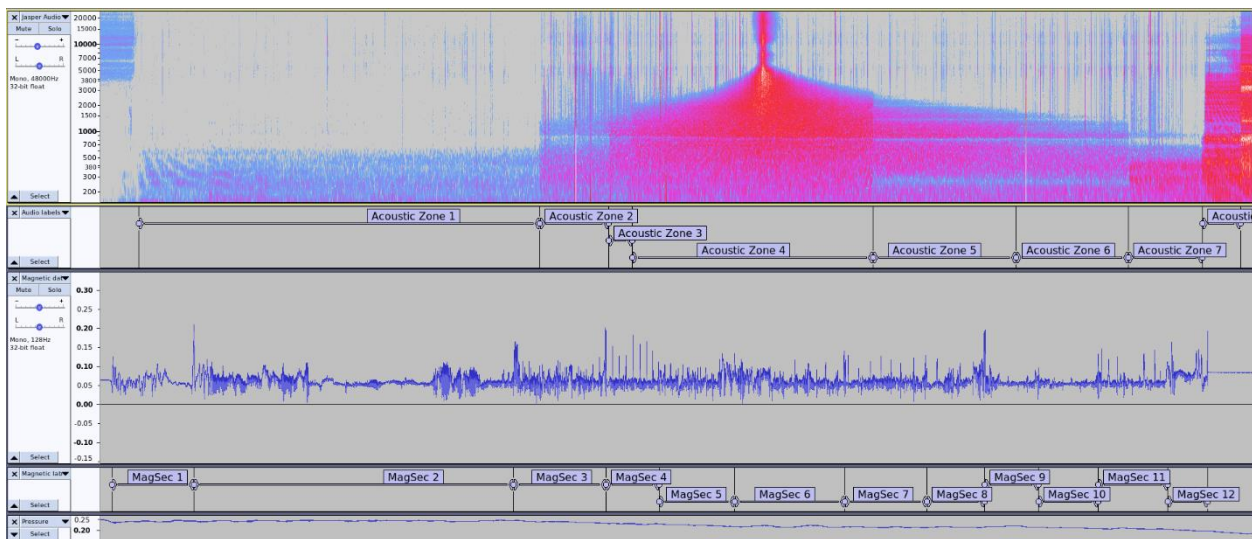 Jasper Audio
Mute Solo
- +
L R
Mono, 48000Hz
32-bit float
Select
20000
15000
10000
7000
5000
3800
2000
1000
700
500
380
300
200
Audio labels
Select
Acoustic Zone 1
Acoustic Zone 2
Acousti
Acoustic Zone 3
Acoustic Zone 4
Acoustic Zone 5
Acoustic Zone 6
Acoustic Zone 7
Magnetic dat
Mute Solo
- +
L R
Mono, 128Hz
32-bit float
Select
0.30
0.25
0.20
0.15
0.10
0.05
0.00
-0.05
-0.10
-0.15
Magnetic lab
Select
MagSec 1
MagSec 2
MagSec 3
MagSec 4
MagSec 9
MagSec 11
MagSec 5
MagSec 6
MagSec 7
MagSec 8
MagSec 10
MagSec 12
Pressure
Select
0.25
0.20